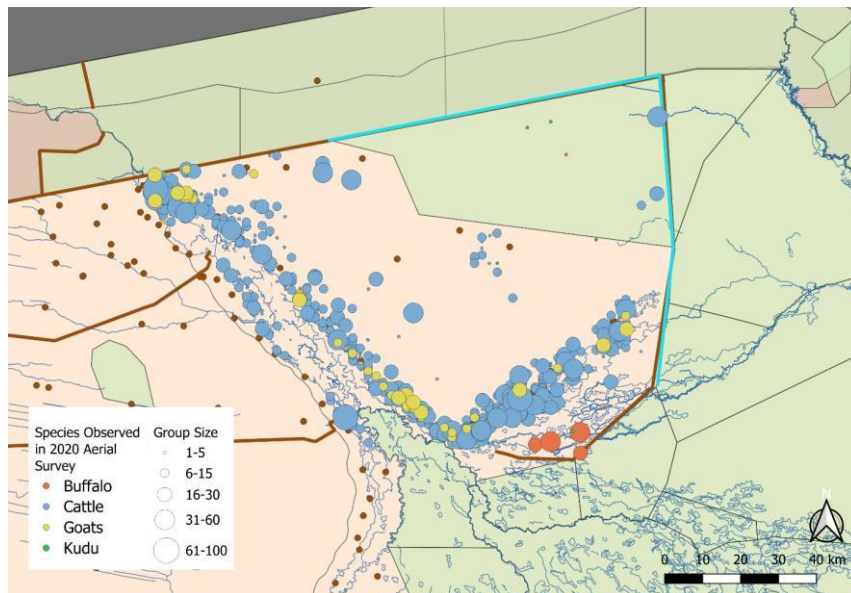 Species Observed
in 2020 Aerial
Survey
Buffalo
Cattle
Goats
Kudu
Group Size
1-5
6-15
16-30
31-60
61-100
N
0 10 20 30 40 km